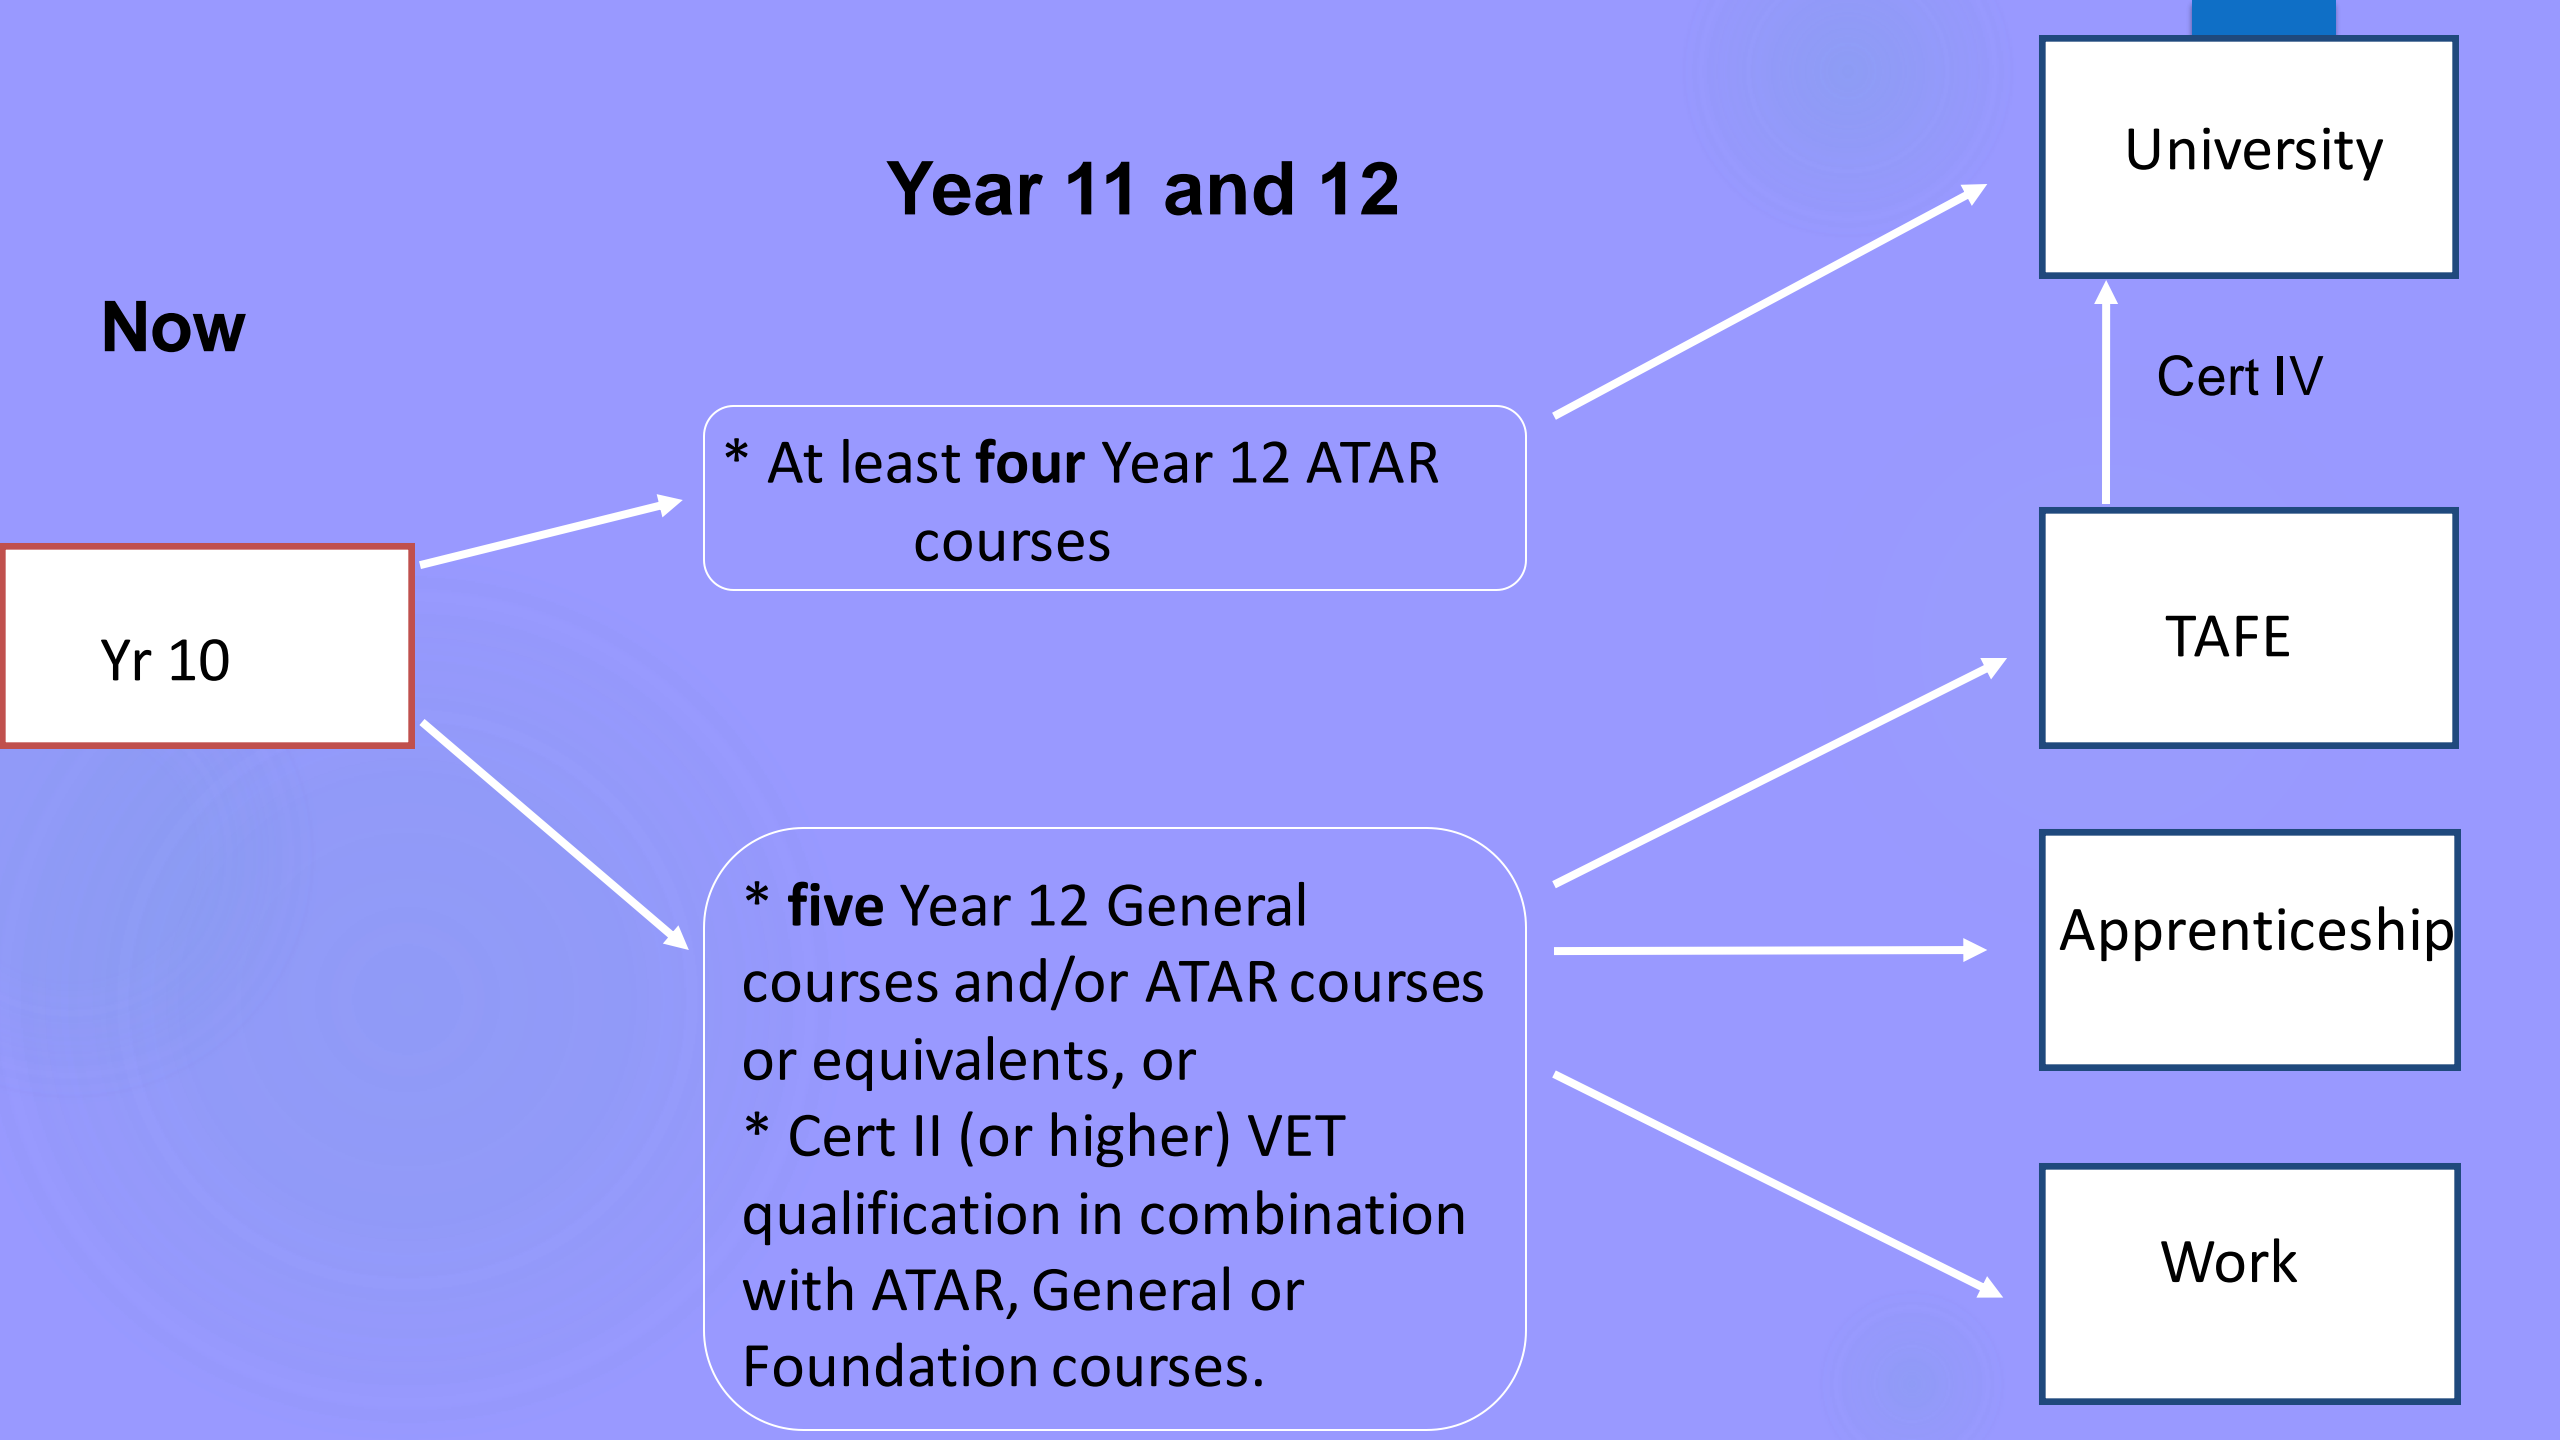 Year 11 and 12
Now
Yr 10
* At least four Year 12 ATAR
courses
* five Year 12 General
courses and/or ATAR courses
or equivalents, or
* Cert II (or higher) VET
qualification in combination
with ATAR, General or
Foundation courses.
University
Cert IV
TAFE
Apprenticeship
Work